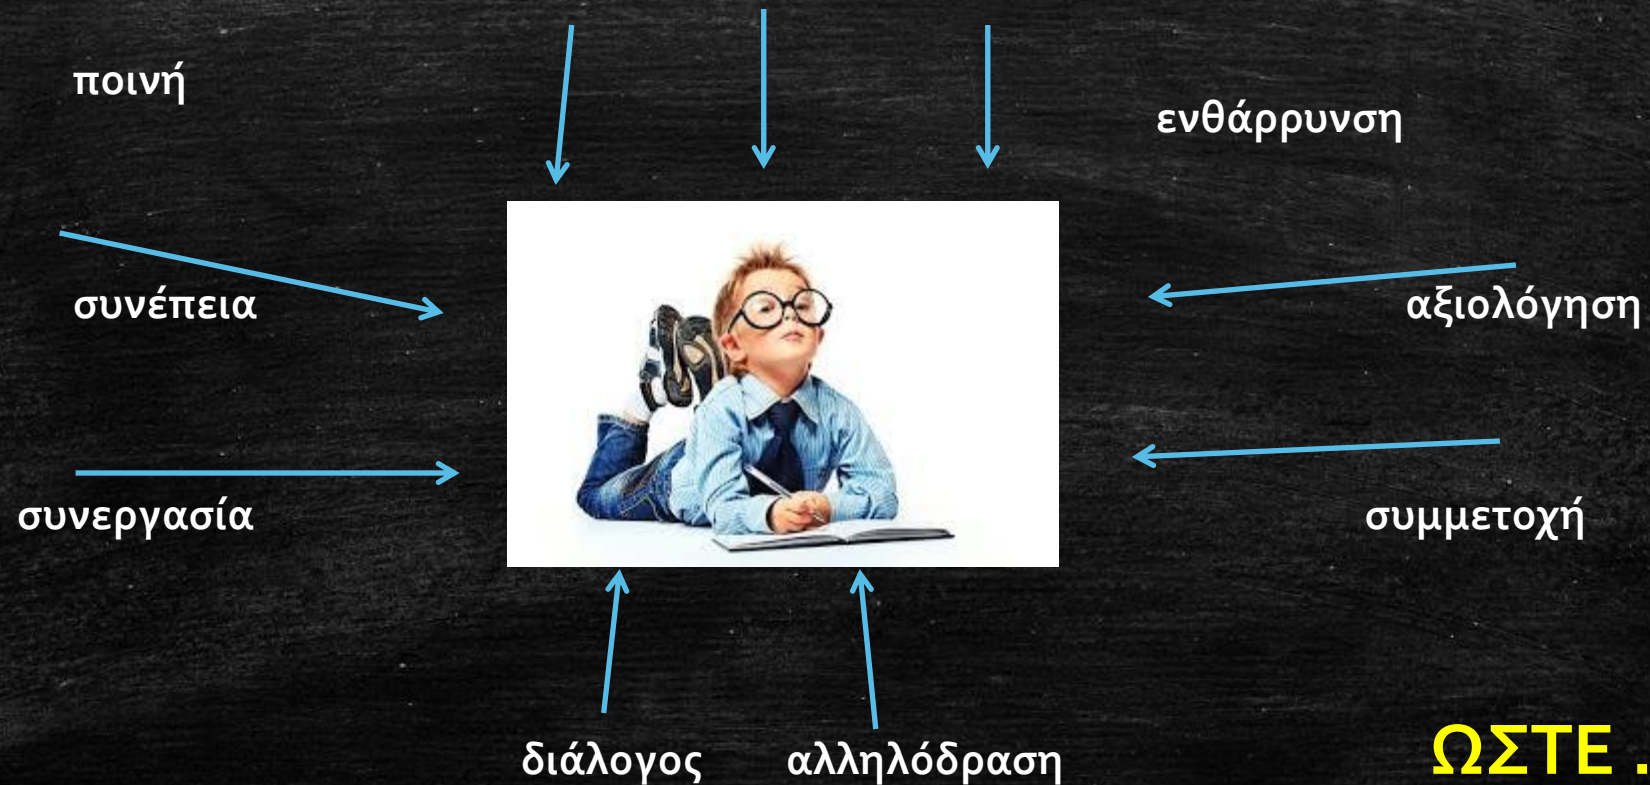 ποινή
ενθάρρυνση
συνέπεια
αξιολόγηση
συνεργασία
συμμετοχή
διάλογος
αλληλόδραση
ΩΣΤΕ .